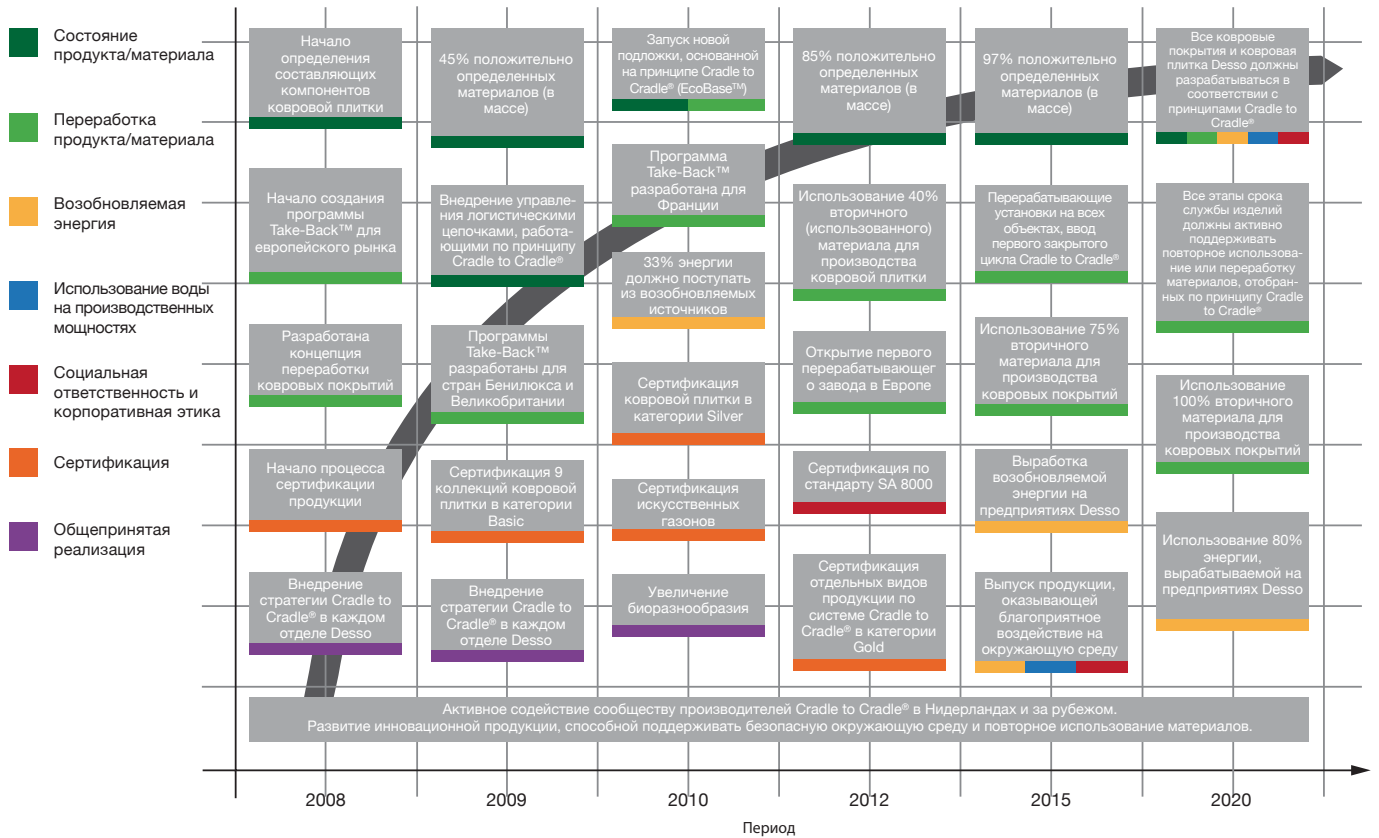 Состояние
продукта/материала
Переработка
продукта/материала
Возобновляемая
энергия
Использование воды
на производственных
мощностях
Социальная
ответственность и
корпоративная этика
Сертификация
Общепринятая
реализация
Начало
определения
составляющих
компонентов
ковровой плитки
Начало создания
программы
Take-Back™ для
европейского рынка
Разработана
концепция
переработки
ковровых покрытий
Начало процесса
сертификации
продукции
Внедрение
стратегии Cradle to
Cradle® в каждом
отделе Desso
45% положительно
определенных
материалов (в
массе)
Внедрение управле-
ния логистическими
цепочками, работа-
ющими по принципу
Cradle to Cradle®
Программы
Take-Back™
разработаны для
стран Бенилюкса и
Великобритании
Сертификация 9
коллекций ковровой
плитки в категории
Basic
Внедрение
стратегии Cradle to
Cradle® в каждом
отделе Desso
Запуск новой
подложки, основанной
на принципе Cradle to
Cradle® (EcoBase™)
Программа
Take-Back™
разработана для
Франции
33% энергии
должно поступать
из возобновляемых
источников
Сертификация
ковровой плитки в
категории Silver
Сертификация
искусственных
газонов
Увеличение
биоразнообразия
85% положительно
определенных
материалов (в
массе)
Использование 40%
вторичного
(использованного)
материала для
производства
ковровой плитки
Открытие первого
перерабатывающег
о завода в Европе
Сертификация по
стандарту SA 8000
Сертификация
отдельных видов
продукции по
системе Cradle to
Cradle® в категории
Gold
97% положительно
определенных
материалов (в
массе)
Перерабатывающие
установки на всех
объектах, ввод
первого закрытого
цикла Cradle to Cradle®
Использование 75%
вторичного
материала для
производства
ковровых покрытий
Выработка
возобновляемой
энергии на
предприятиях Desso
Выпуск продукции,
оказывающей
благоприятное
воздействие на
окружающую среду
Все ковровые
покрытия и ковровая
плитка Desso должны
разрабатываться в
соответствии с
принципами Cradle to
Cradle®
Все этапы срока
службы изделий
должны активно
поддерживать
повторное использова-
ние или переработку
материалов, отобран-
ных по принципу Cradle
to Cradle®
Использование
100% вторичного
материала для
производства
ковровых покрытий
Использование 80%
энергии,
вырабатываемой на
предприятиях Desso
Активное содействие сообществу производителей Cradle to Cradle® в Нидерландах и за рубежом.
Развитие инновационной продукции, способной поддерживать безопасную окружающую среду и повторное использование материалов.
2008
2009
2010
2012
2015
2020
Период